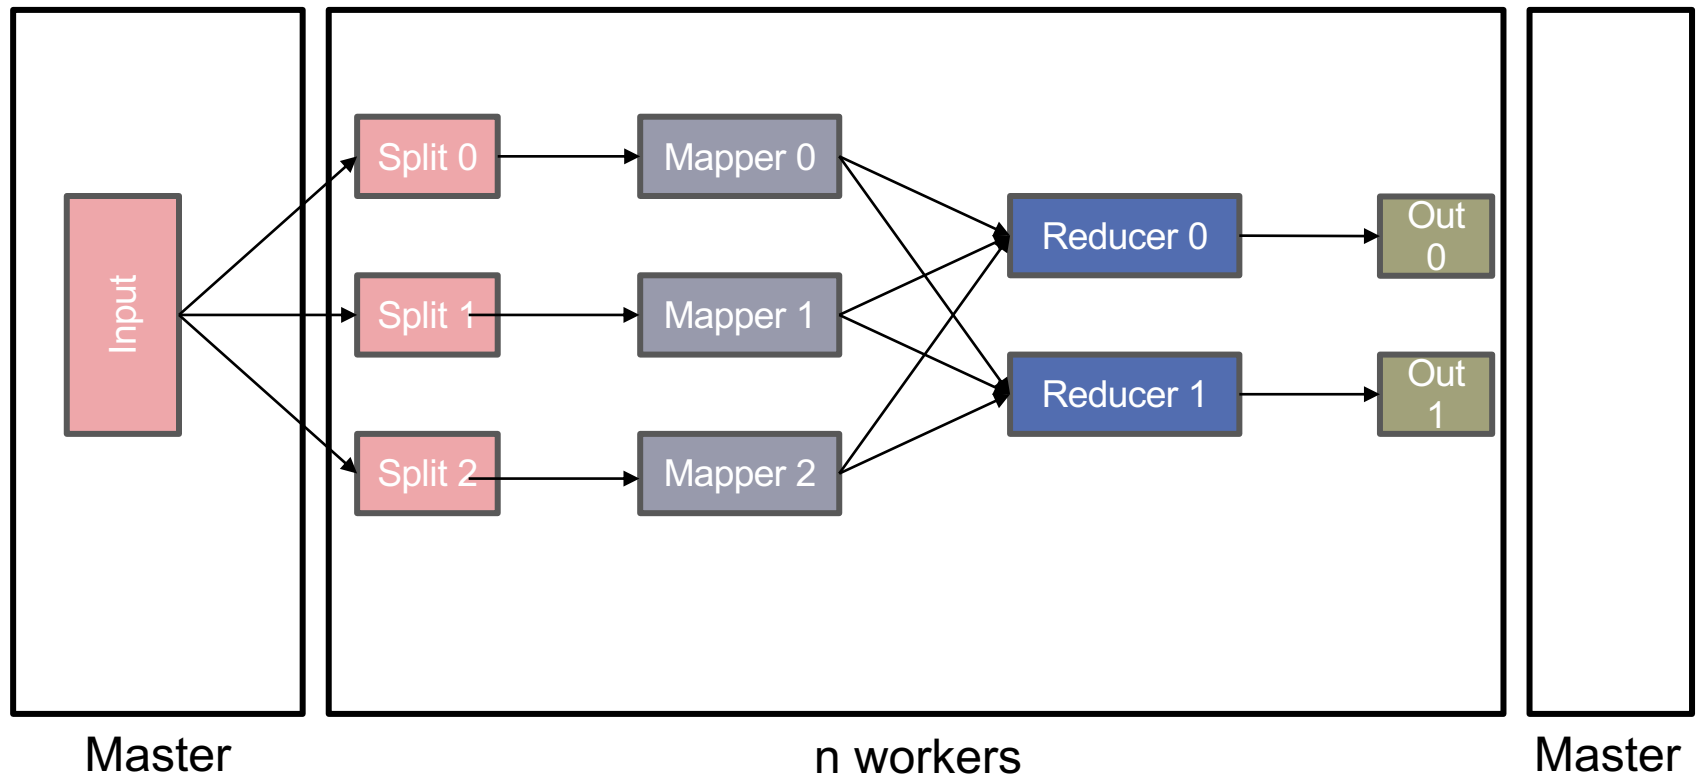 Split 0
Mapper 0
Reducer 0
Out
0
Input
Split 1
Mapper 1
Reducer 1
Out
1
Split 2
Mapper 2
Master
n workers
Master